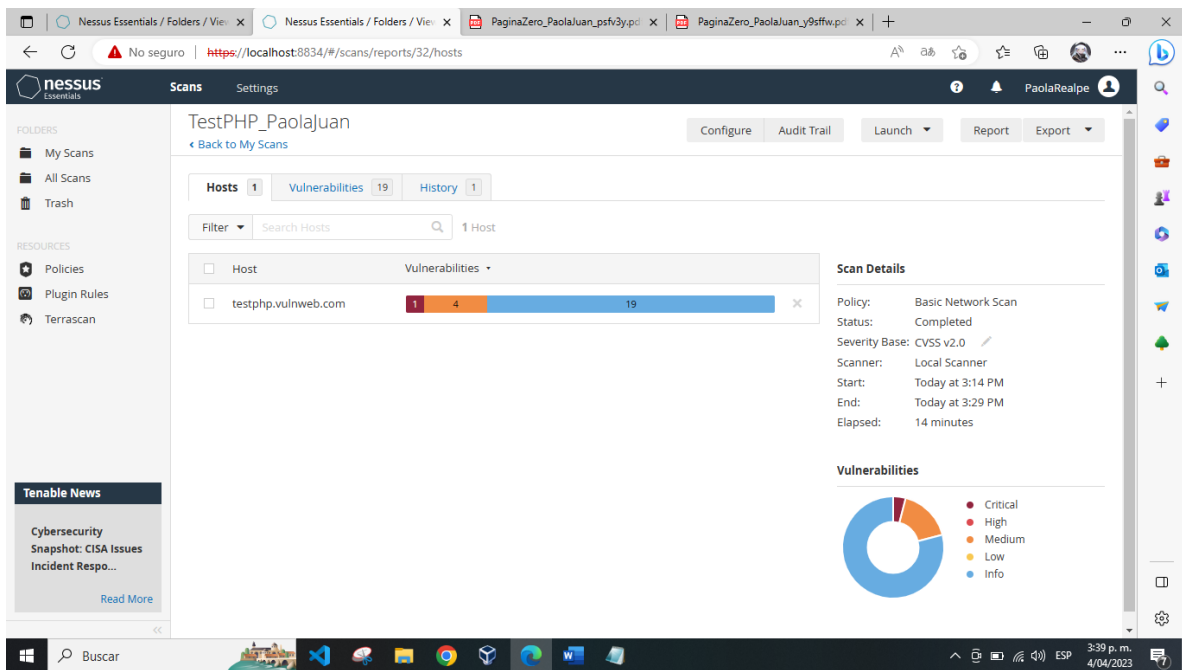 Nessus Essentials / Folders / View
Nessus Essentials / Folders / View
PaginaZero_PaolaJuan_psfv3y.pd
PaginaZero_PaolaJuan_y9sffw.pd
No seguro
https://localhost:8834/#/scans/reports/32/hosts
nessus
Essentials
Scans
Settings
PaolaRealpe
FOLDERS
My Scans
All Scans
Trash
RESOURCES
Policies
Plugin Rules
Terrascan
Tenable News
Cybersecurity
Snapshot: CISA Issues
Incident Respo...
Read More
TestPHP_PaolaJuan
Back to My Scans
Configure
Audit Trail
Launch
Report
Export
Hosts 1
Vulnerabilities 19
History 1
Filter
Search Hosts
1 Host
Host
Vulnerabilities
testphp.vulnweb.com
1 4 19
Scan Details
Policy: Basic Network Scan
Status: Completed
Severity Base: CVSS v2.0
Scanner: Local Scanner
Start: Today at 3:14 PM
End: Today at 3:29 PM
Elapsed: 14 minutes
Vulnerabilities
Critical
High
Medium
Low
Info
Buscar
ESP
3:39 p. m.
4/04/2023